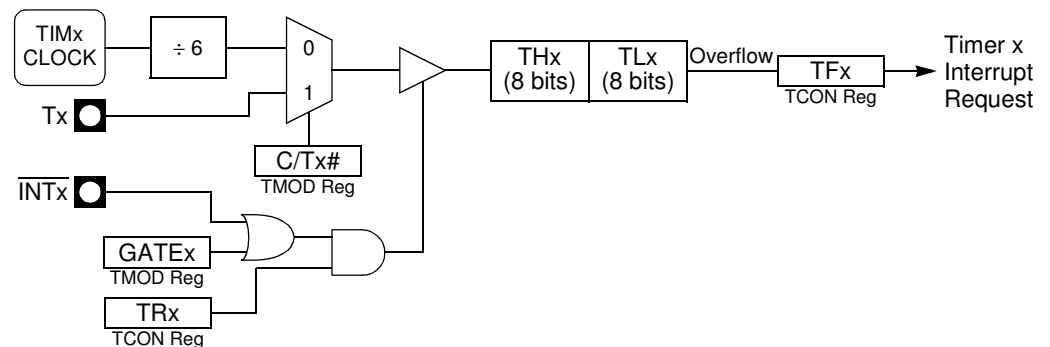 TIMx
CLOCK
÷ 6
0
1
Tx
C/Tx#
TMOD Reg
INTx
GATEx
TMOD Reg
TRx
TCON Reg
THx
(8 bits)
TLx
(8 bits)
Overflow
TFx
TCON Reg
Timer x
Interrupt
Request